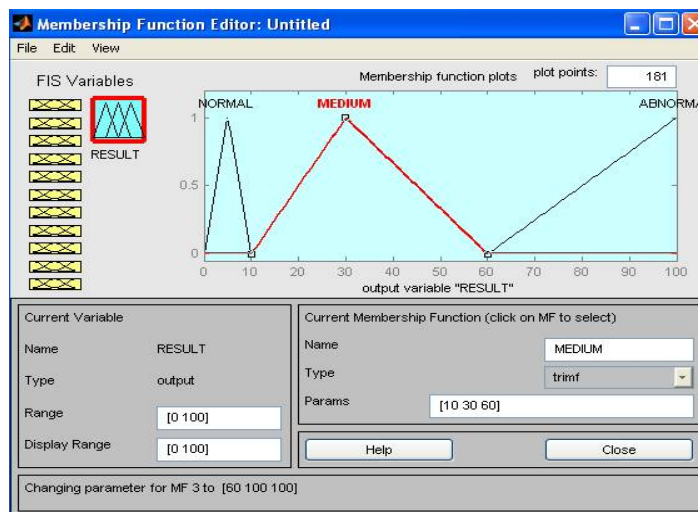 Membership Function Editor: Untitled
File Edit View
FIS Variables
RESULT
Membership function plots plot points: 181
NORMAL MEDIUM ABNORMA
1
0.5
0
0 10 20 30 40 50 60 70 80 90 100
output variable "RESULT"
Current Variable
Name RESULT
Type output
Range [0 100]
Display Range [0 100]
Current Membership Function (click on MF to select)
Name MEDIUM
Type trimf
Params [10 30 60]
Help Close
Changing parameter for MF 3 to [60 100 100]